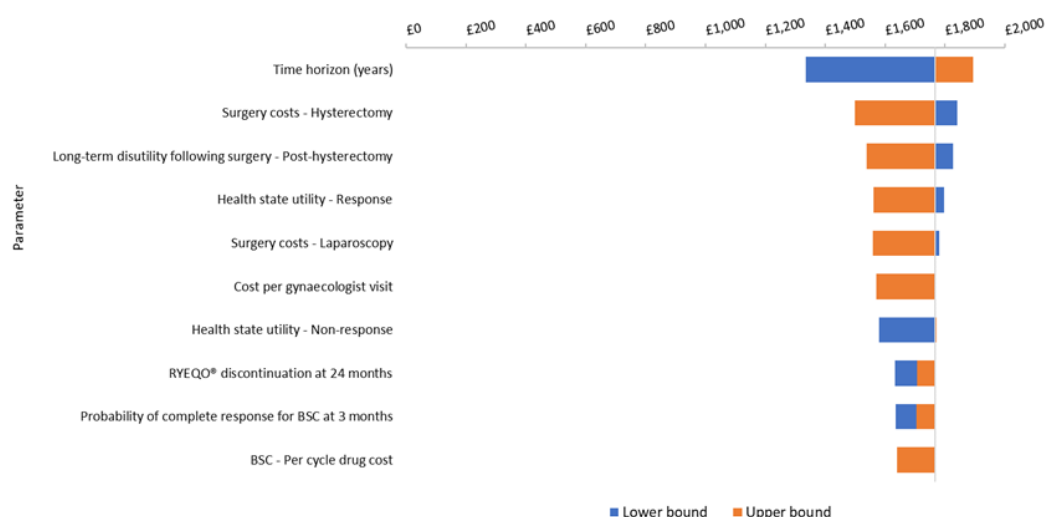 £0 £200 £400 £600 £800 £1,000 £1,200 £1,400 £1,600 £1,800 £2,000
Time horizon (years)
Surgery costs - Hysterectomy
Long-term disutility following surgery - Post-hysterectomy
Health state utility - Response
Surgery costs - Laparoscopy
Cost per gynaecologist visit
Health state utility - Non-response
RYEQO® discontinuation at 24 months
Probability of complete response for BSC at 3 months
BSC - Per cycle drug cost
Parameter
Lower bound Upper bound